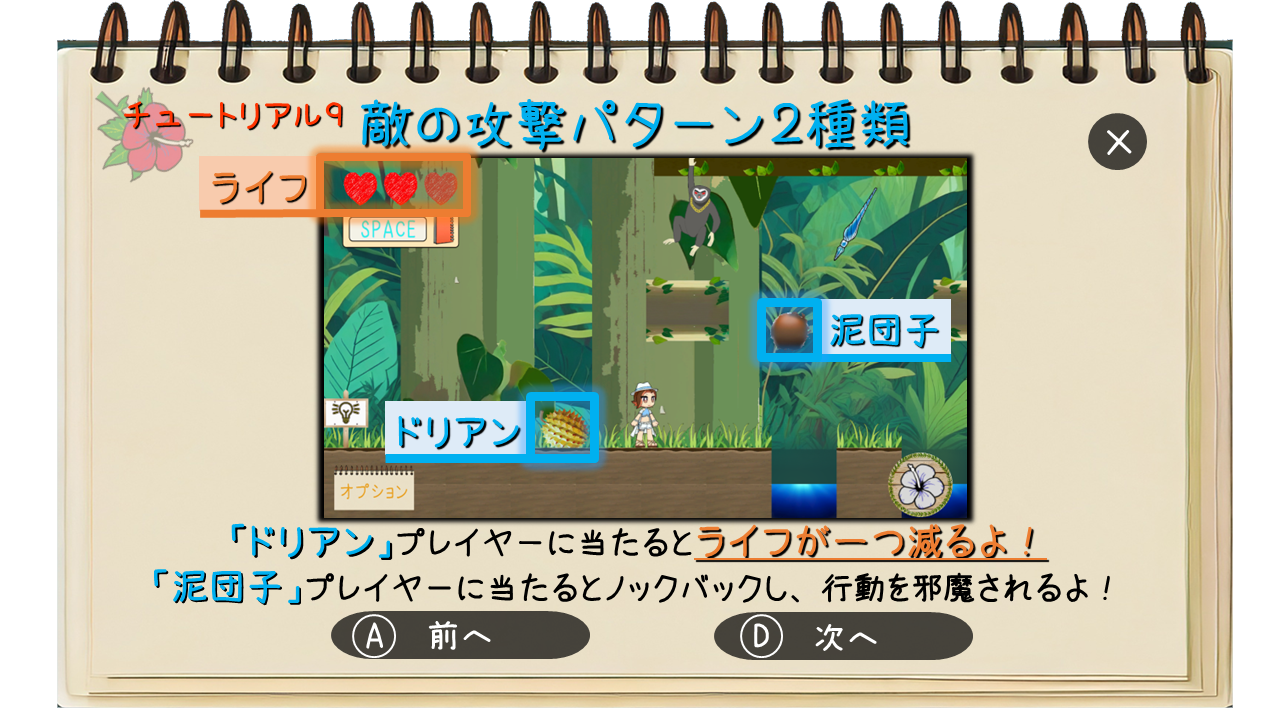 チュートリアル9 敵の攻撃パターン2種類
ライフ
SPACE
泥団子
ドリアン
オプション
「ドリアン」プレイヤーに当たるとライフが一つ減るよ！
「泥団子」プレイヤーに当たるとノックバックし、行動を邪魔されるよ！
A 前へ
D 次へ